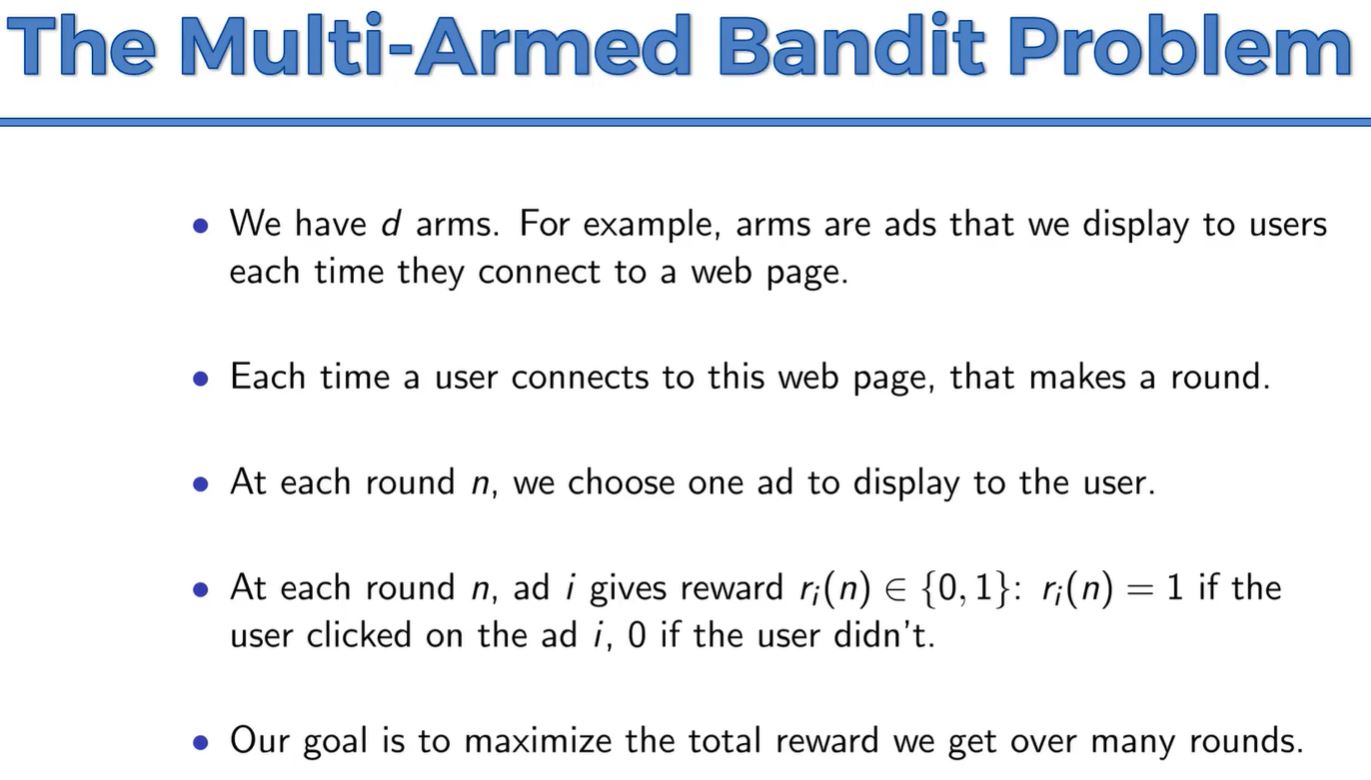 The Multi-Armed Bandit Problem
• We have d arms. For example, arms are ads that we display to users
each time they connect to a web page.
• Each time a user connects to this web page, that makes a round.
• At each round n, we choose one ad to display to the user.
• At each round n, ad i gives reward rᵢ(n) ∈ {0, 1}: rᵢ(n) = 1 if the
user clicked on the ad i, 0 if the user didn't.
• Our goal is to maximize the total reward we get over many rounds.